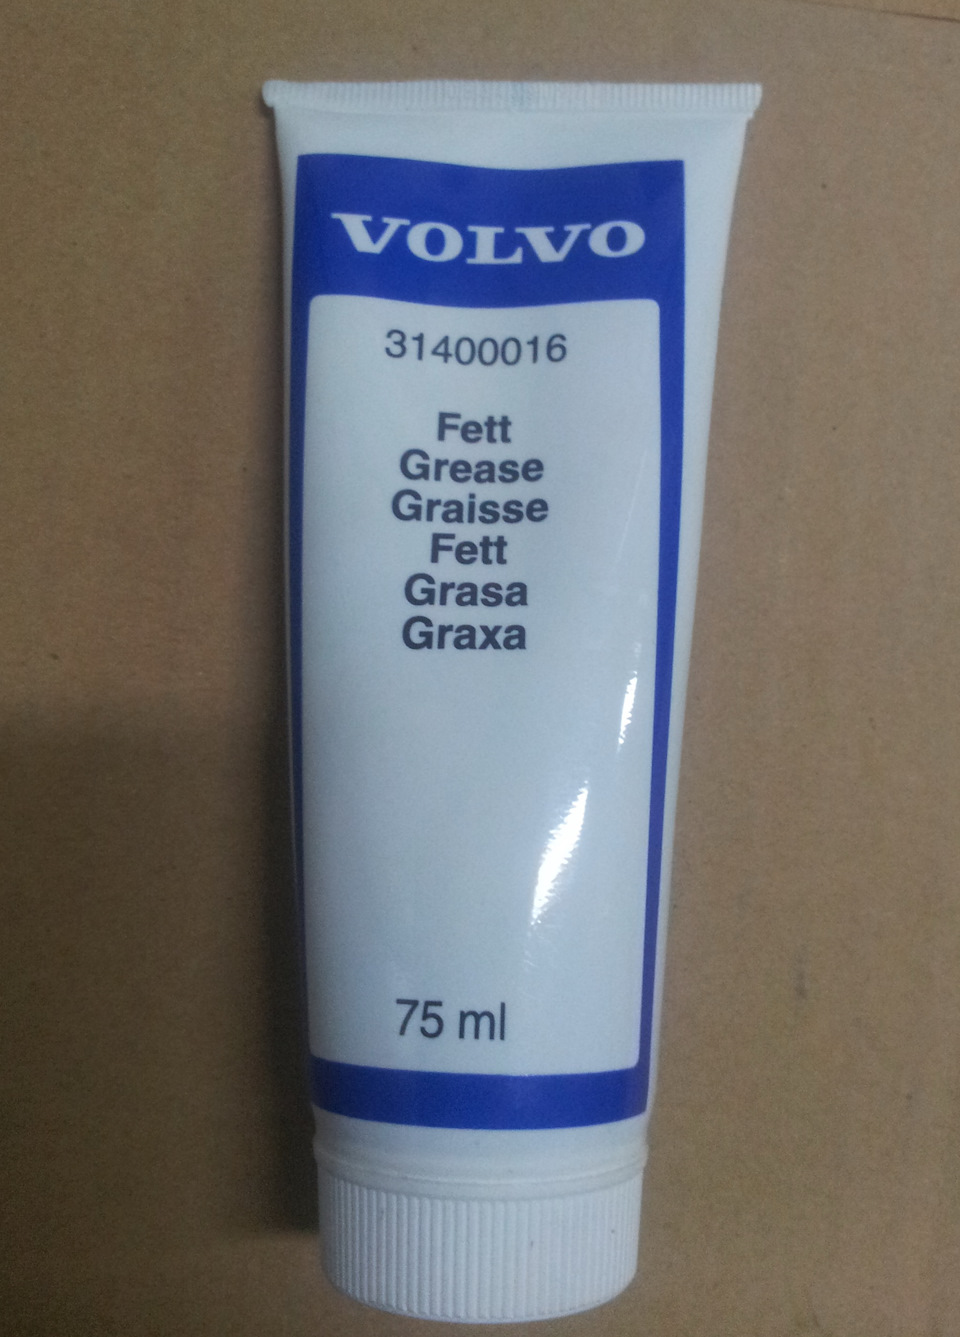 VOLVO
31400016
Fett
Grease
Graisse
Fett
Grasa
Graxa
75 ml